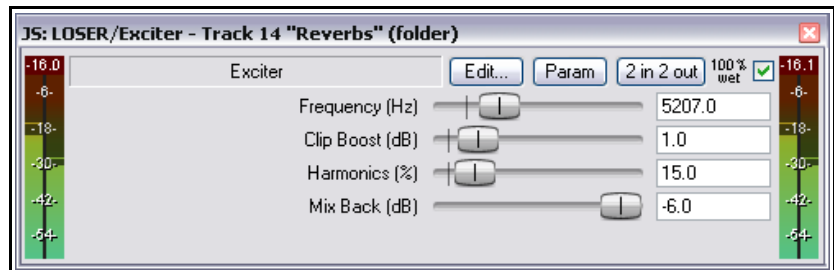 JS: LOSER/Exciter - Track 14 "Reverbs" (folder)
-16.0 Exciter Edit... Param 2 in 2 out 100% wet -16.1
-6- -6-
Frequency (Hz) 5207.0
-18- Clip Boost (dB) 1.0 -18-
-30- Harmonics (%) 15.0 -30-
-42- Mix Back (dB) -6.0 -42-
-54- -54-